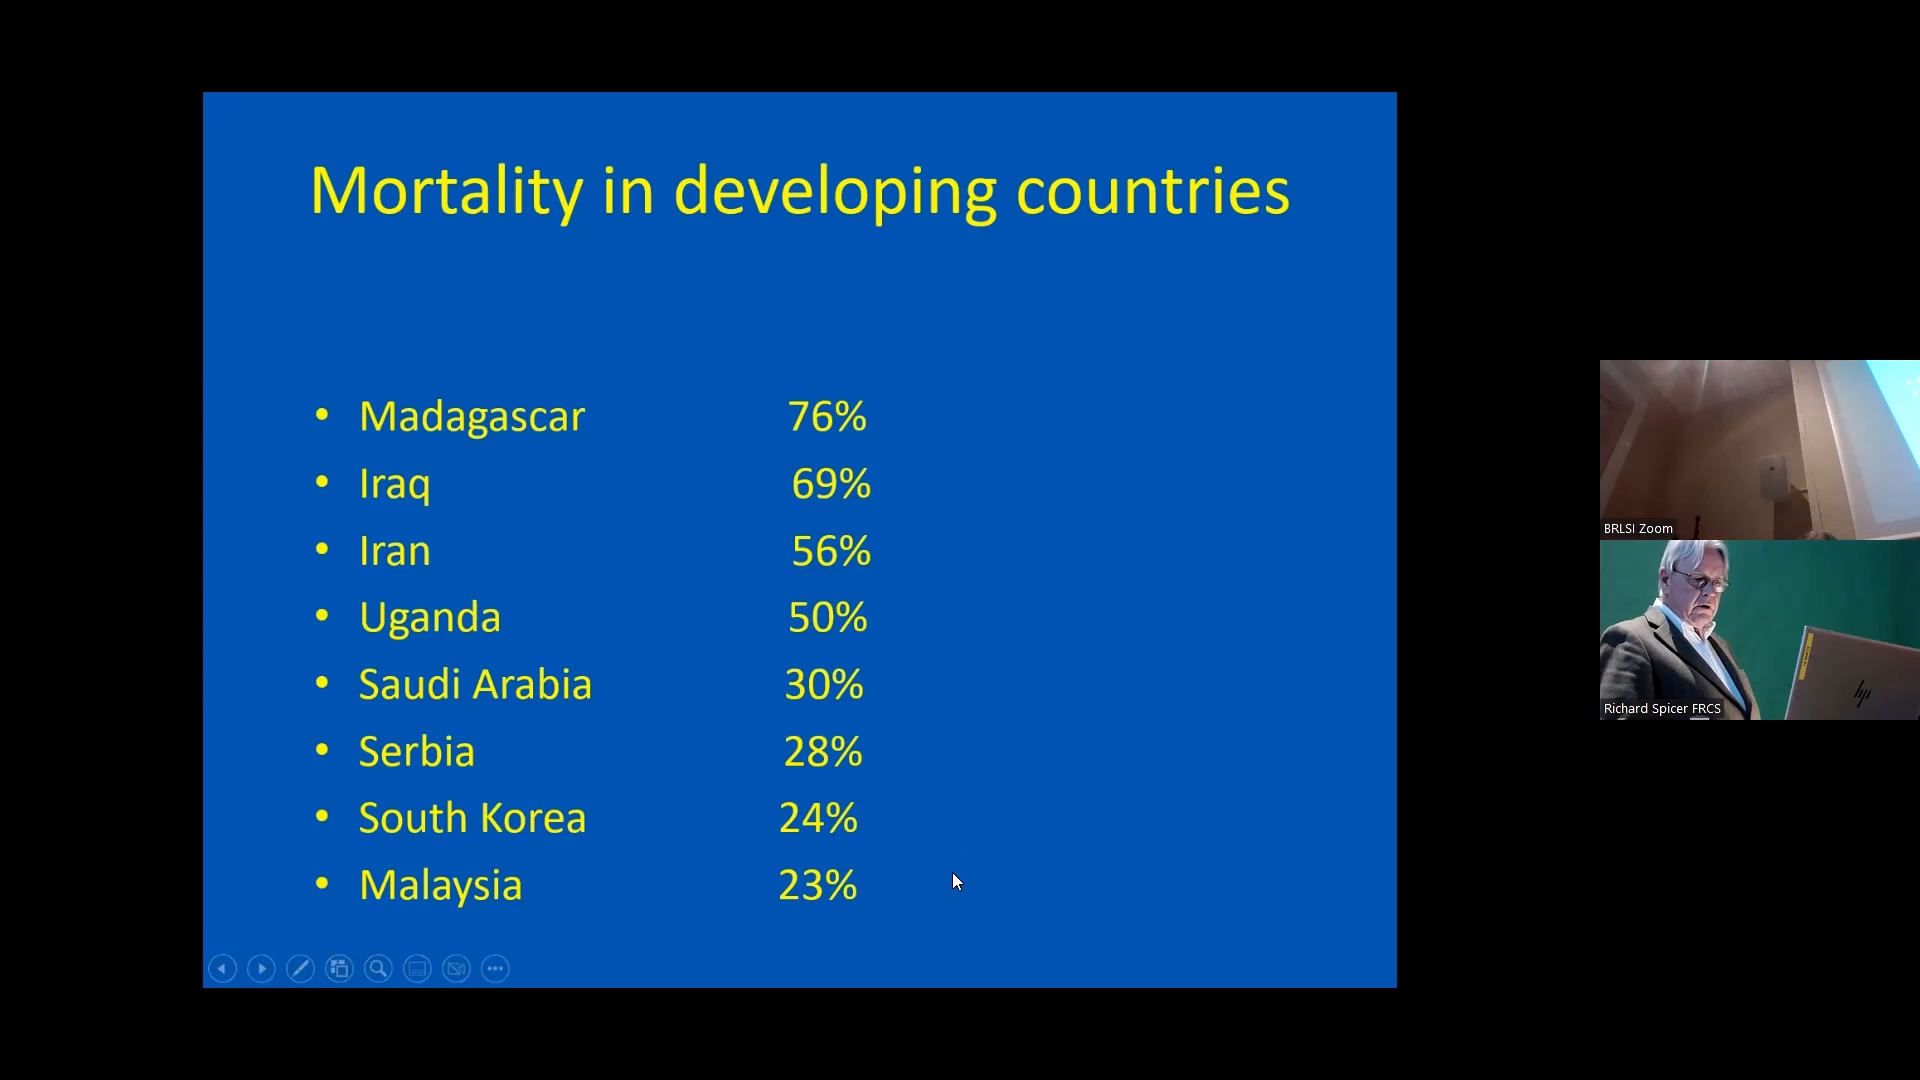 Mortality in developing countries
• Madagascar 76%
• Iraq 69%
• Iran 56%
• Uganda 50%
• Saudi Arabia 30%
• Serbia 28%
• South Korea 24%
• Malaysia 23%
BRLSI Zoom
hp
Richard Spicer FRCS